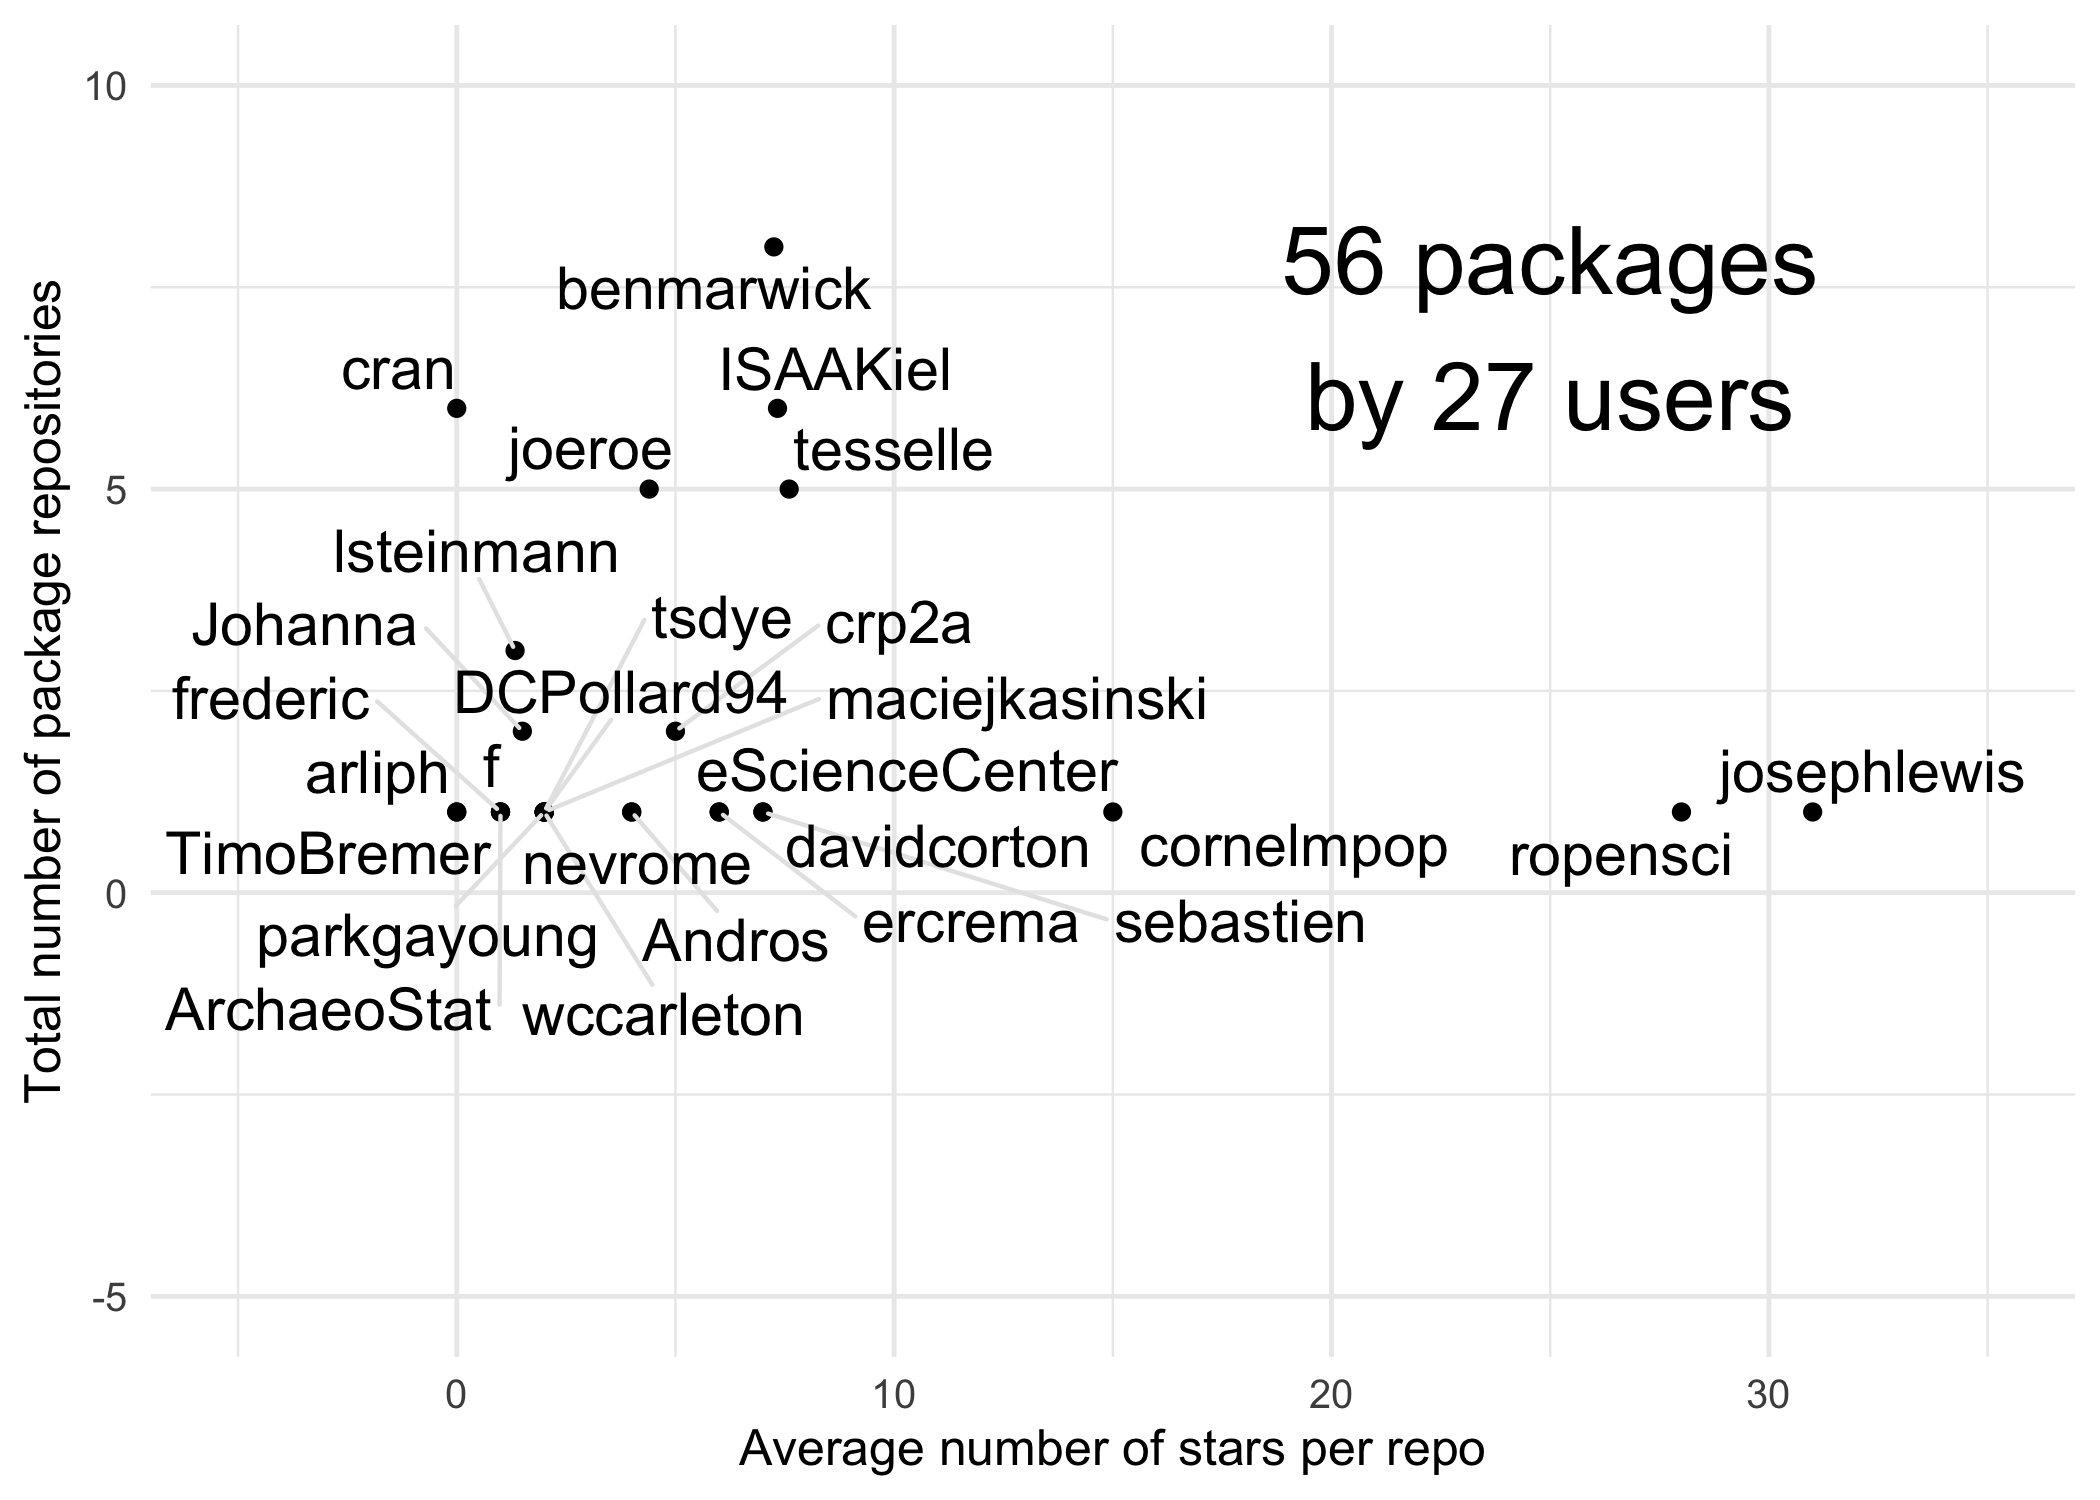 10
5
0
-5
Total number of package repositories
56 packages
by 27 users
benmarwick
cran
ISAAKiel
joeroe
tesselle
lsteinmann
Johanna
tsdye
crp2a
frederic
DCPollard94
maciejkasinski
arliph
f
eScienceCenter
josephlewis
TimoBremer
nevrome
davidcorton
cornelmpop
ropensci
parkgayoung
Andros
ercrema
sebastien
ArchaeoStat
wccarleton
0
10
20
30
Average number of stars per repo